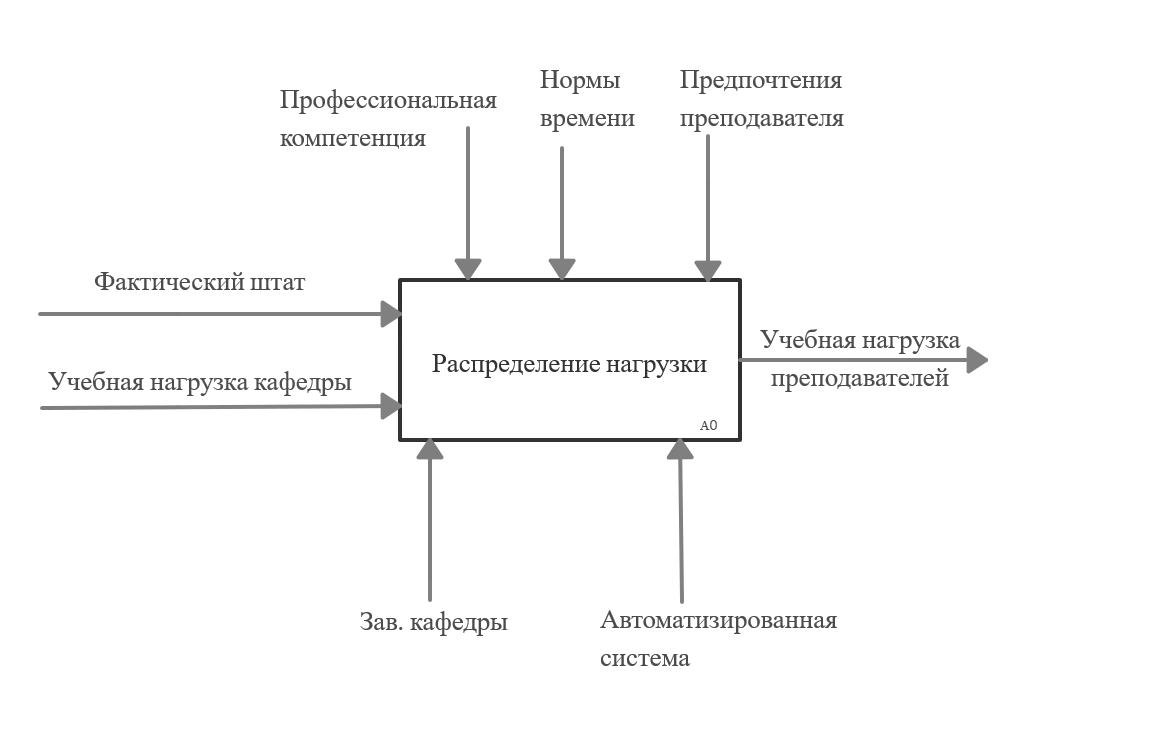 Профессиональная
компетенция
Нормы
времени
Предпочтения
преподавателя
Фактический штат
Учебная нагрузка кафедры
Распределение нагрузки
A0
Учебная нагрузка
преподавателей
Зав. кафедры
Автоматизированная
система